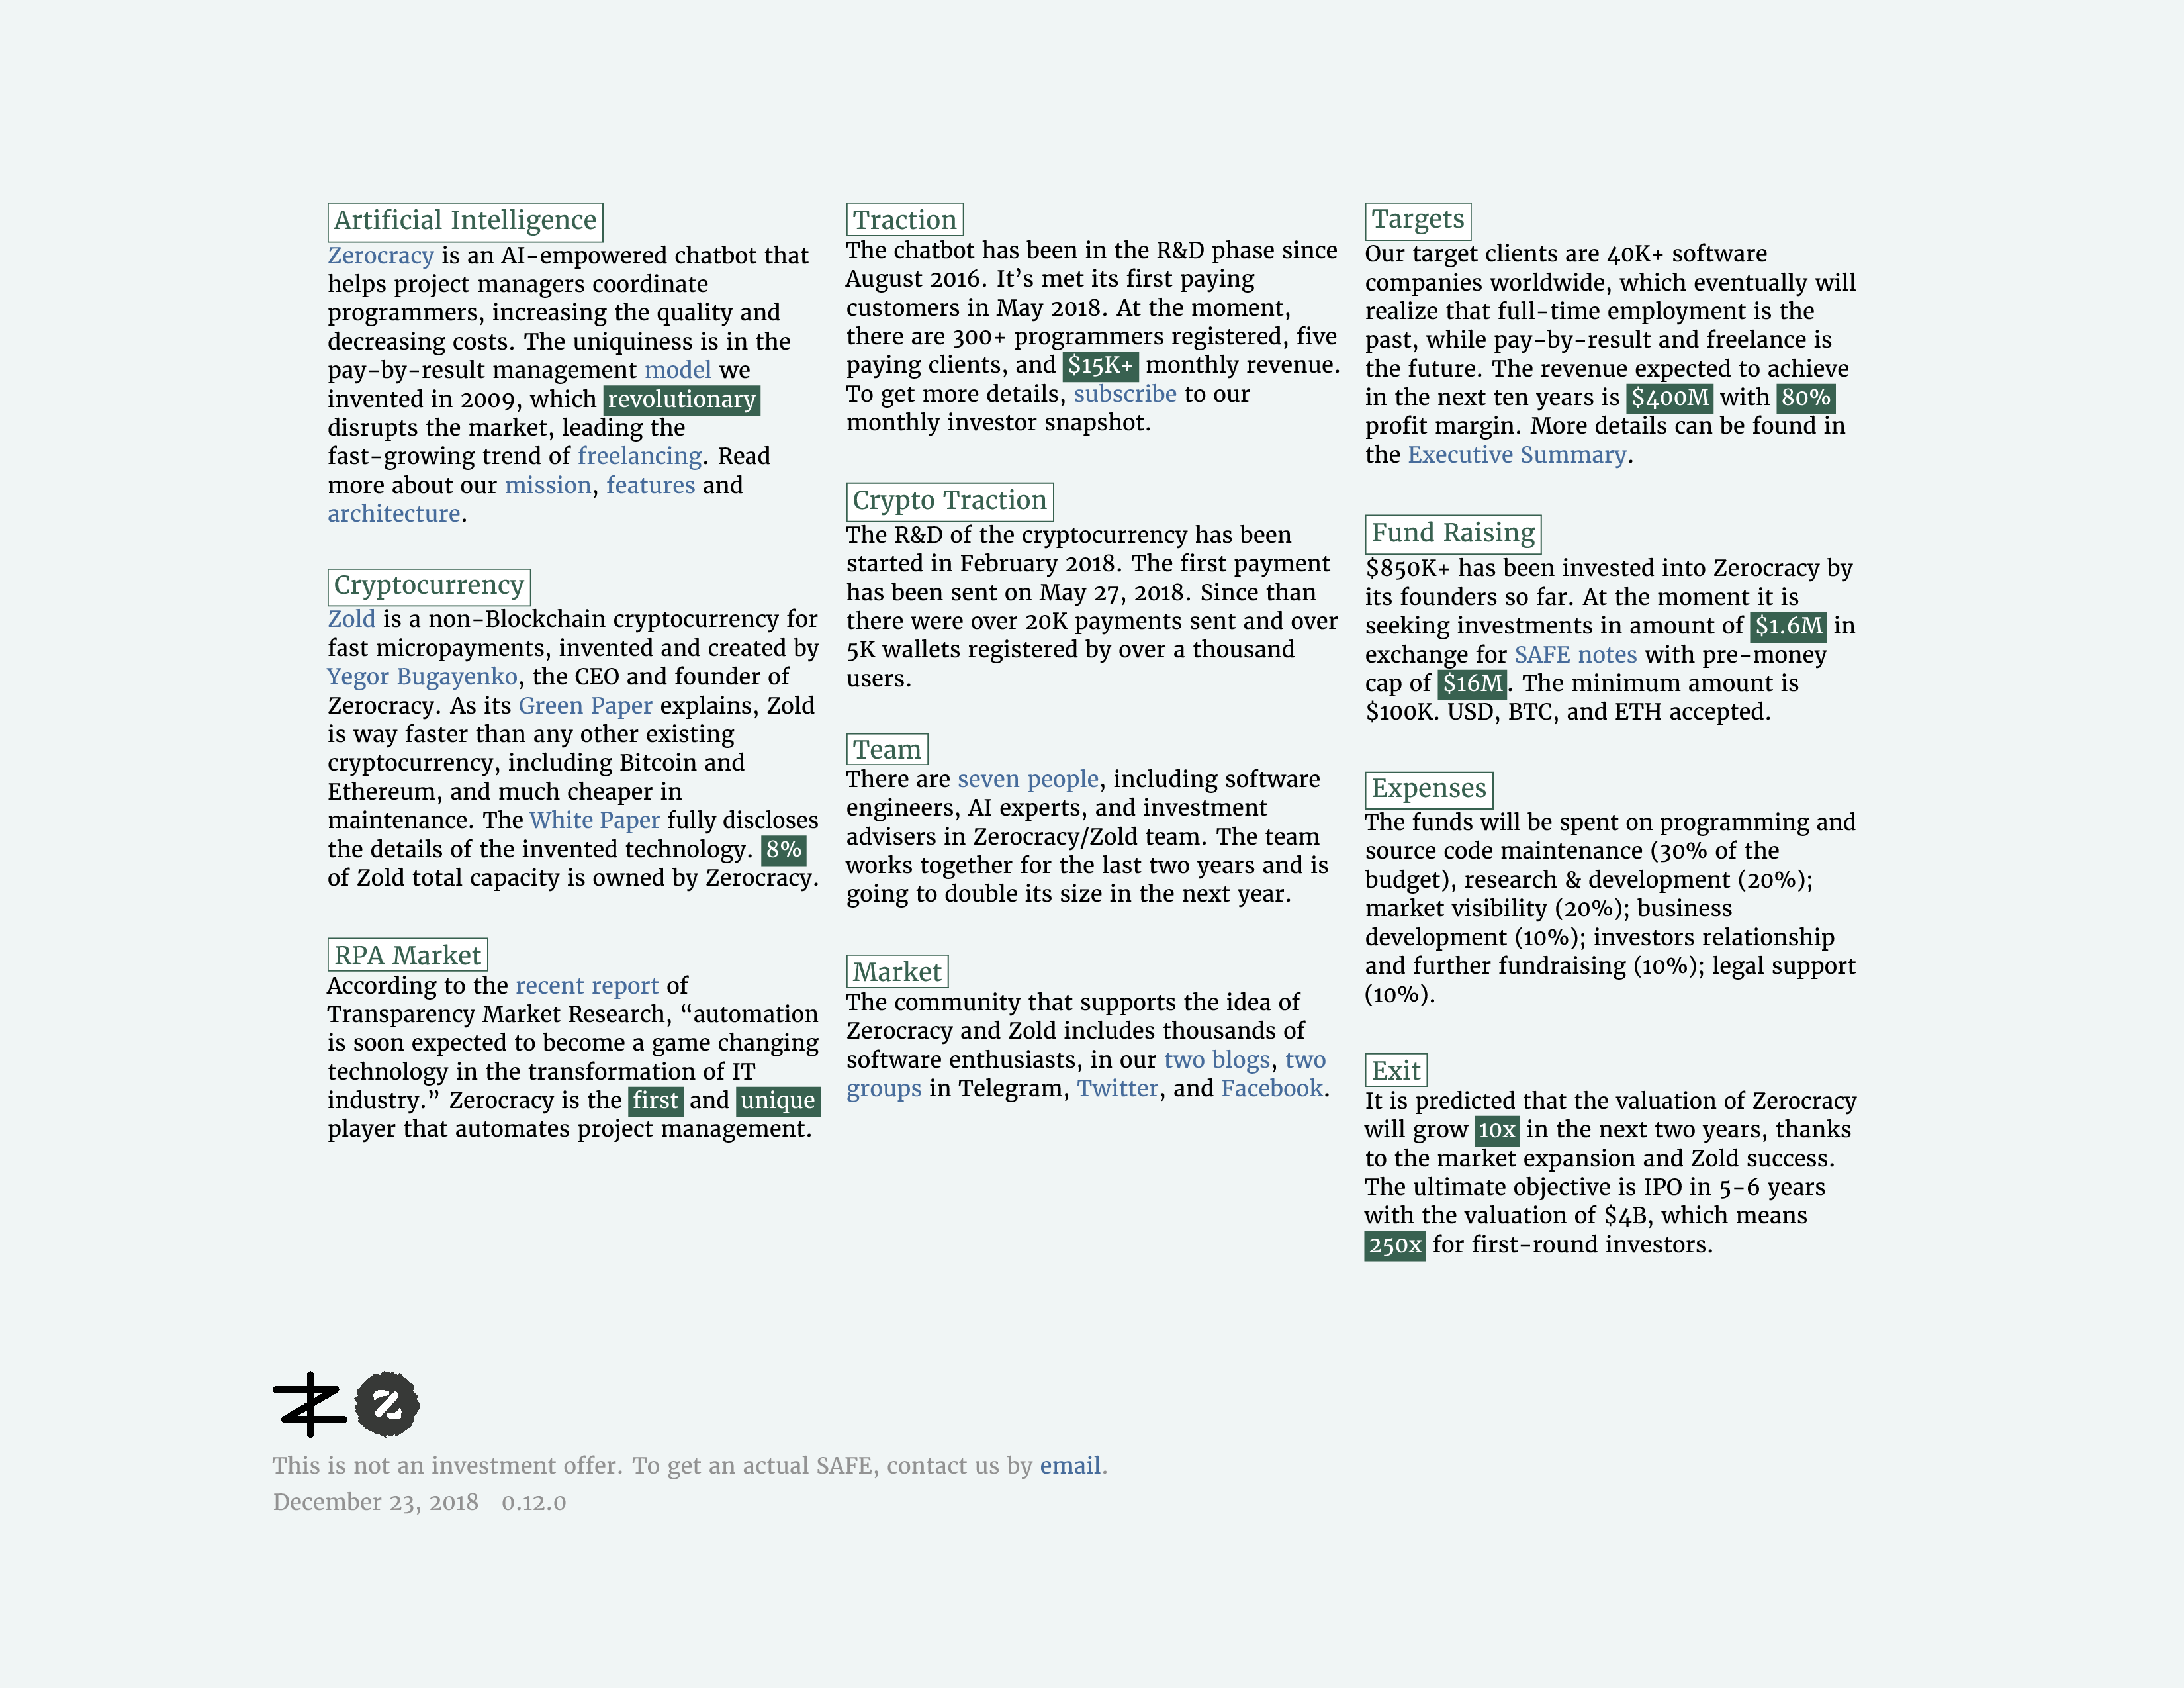 Artificial Intelligence
Zerocracy is an AI-empowered chatbot that
helps project managers coordinate
programmers, increasing the quality and
decreasing costs. The uniquiness is in the
pay-by-result management model we
invented in 2009, which revolutionary
disrupts the market, leading the
fast-growing trend of freelancing. Read
more about our mission, features and
architecture.
Cryptocurrency
Zold is a non-Blockchain cryptocurrency for
fast micropayments, invented and created by
Yegor Bugayenko, the CEO and founder of
Zerocracy. As its Green Paper explains, Zold
is way faster than any other existing
cryptocurrency, including Bitcoin and
Ethereum, and much cheaper in
maintenance. The White Paper fully discloses
the details of the invented technology. 8%
of Zold total capacity is owned by Zerocracy.
RPA Market
According to the recent report of
Transparency Market Research, “automation
is soon expected to become a game changing
technology in the transformation of IT
industry.” Zerocracy is the first and unique
player that automates project management.
Traction
The chatbot has been in the R&D phase since
August 2016. It’s met its first paying
customers in May 2018. At the moment,
there are 300+ programmers registered, five
paying clients, and $15K+ monthly revenue.
To get more details, subscribe to our
monthly investor snapshot.
Crypto Traction
The R&D of the cryptocurrency has been
started in February 2018. The first payment
has been sent on May 27, 2018. Since than
there were over 20K payments sent and over
5K wallets registered by over a thousand
users.
Team
There are seven people, including software
engineers, AI experts, and investment
advisers in Zerocracy/Zold team. The team
works together for the last two years and is
going to double its size in the next year.
Market
The community that supports the idea of
Zerocracy and Zold includes thousands of
software enthusiasts, in our two blogs, two
groups in Telegram, Twitter, and Facebook.
Targets
Our target clients are 40K+ software
companies worldwide, which eventually will
realize that full-time employment is the
past, while pay-by-result and freelance is
the future. The revenue expected to achieve
in the next ten years is $400M with 80%
profit margin. More details can be found in
the Executive Summary.
Fund Raising
$850K+ has been invested into Zerocracy by
its founders so far. At the moment it is
seeking investments in amount of $1.6M in
exchange for SAFE notes with pre-money
cap of $16M. The minimum amount is
$100K. USD, BTC, and ETH accepted.
Expenses
The funds will be spent on programming and
source code maintenance (30% of the
budget), research & development (20%);
market visibility (20%); business
development (10%); investors relationship
and further fundraising (10%); legal support
(10%).
Exit
It is predicted that the valuation of Zerocracy
will grow 10x in the next two years, thanks
to the market expansion and Zold success.
The ultimate objective is IPO in 5-6 years
with the valuation of $4B, which means
250x for first-round investors.
This is not an investment offer. To get an actual SAFE, contact us by email.
December 23, 2018 0.12.0